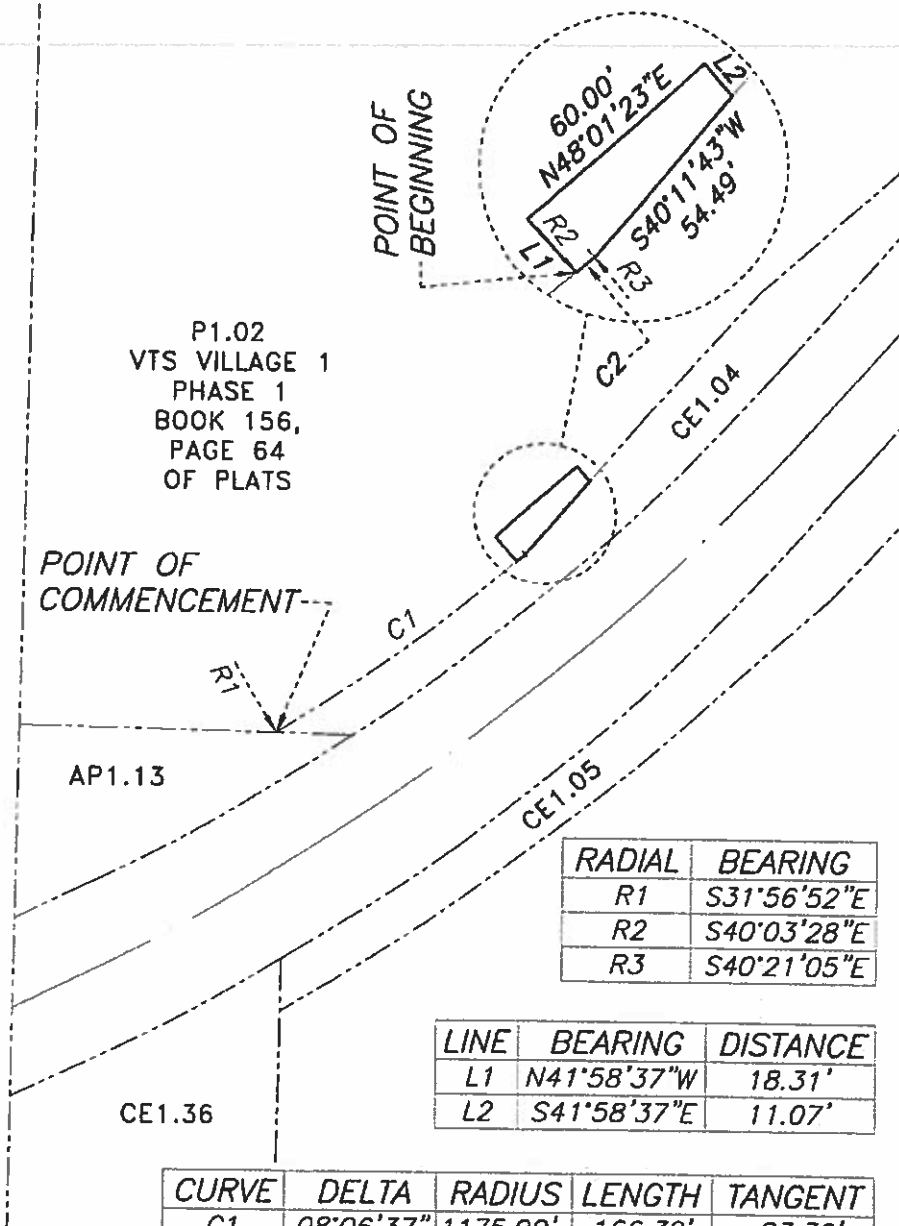 POINT OF
BEGINNING
60.00'
N48°01'23"E
L2
S40°11'43"W
54.49'
R2
L1
R3
C2
P1.02
VTS VILLAGE 1
PHASE 1
BOOK 156,
PAGE 64
OF PLATS
CE1.04
POINT OF
COMMENCEMENT
C1
R1
AP1.13
CE1.05
RADIAL BEARING
R1 S31°56'52"E
R2 S40°03'28"E
R3 S40°21'05"E
LINE BEARING DISTANCE
L1 N41°58'37"W 18.31'
L2 S41°58'37"E 11.07'
CE1.36
CURVE DELTA RADIUS LENGTH TANGENT
C1 08°06'37"